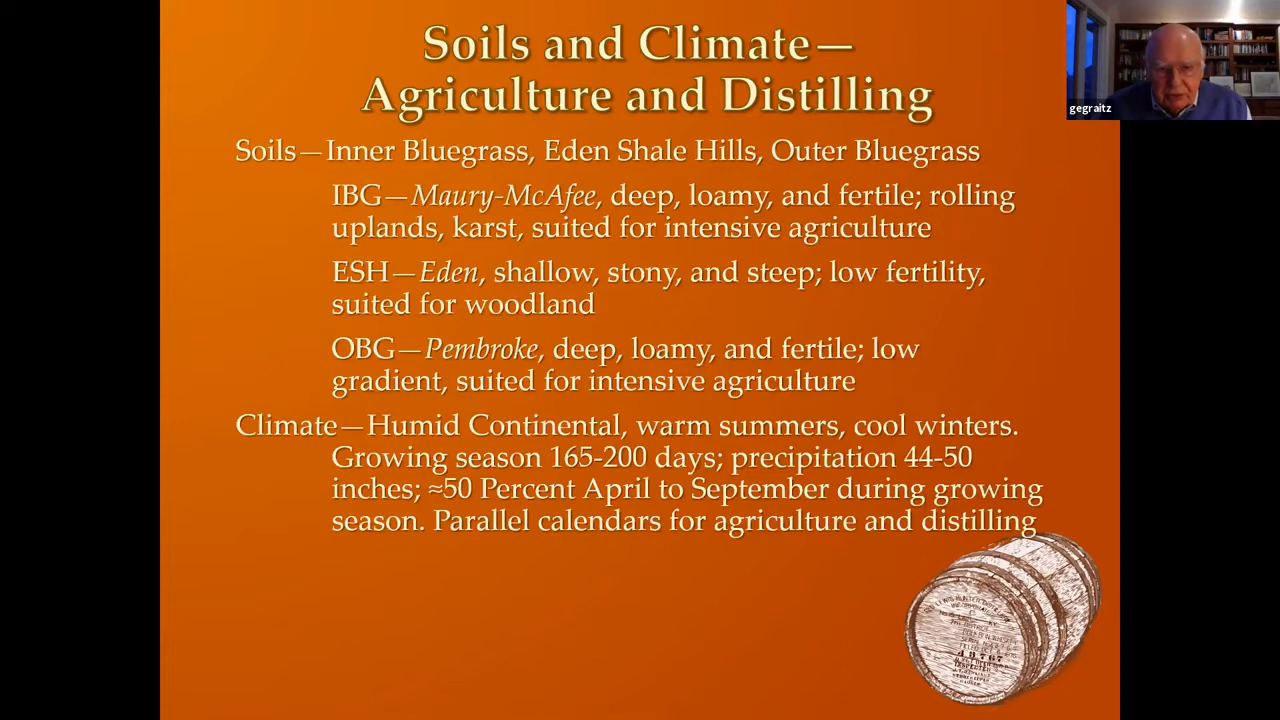 Soils and Climate—
Agriculture and Distilling
gegraitz
Soils—Inner Bluegrass, Eden Shale Hills, Outer Bluegrass
IBG—Maury-McAfee, deep, loamy, and fertile; rolling
uplands, karst, suited for intensive agriculture
ESH—Eden, shallow, stony, and steep; low fertility,
suited for woodland
OBG—Pembroke, deep, loamy, and fertile; low
gradient, suited for intensive agriculture
Climate—Humid Continental, warm summers, cool winters.
Growing season 165-200 days; precipitation 44-50
inches; ≈50 Percent April to September during growing
season. Parallel calendars for agriculture and distilling